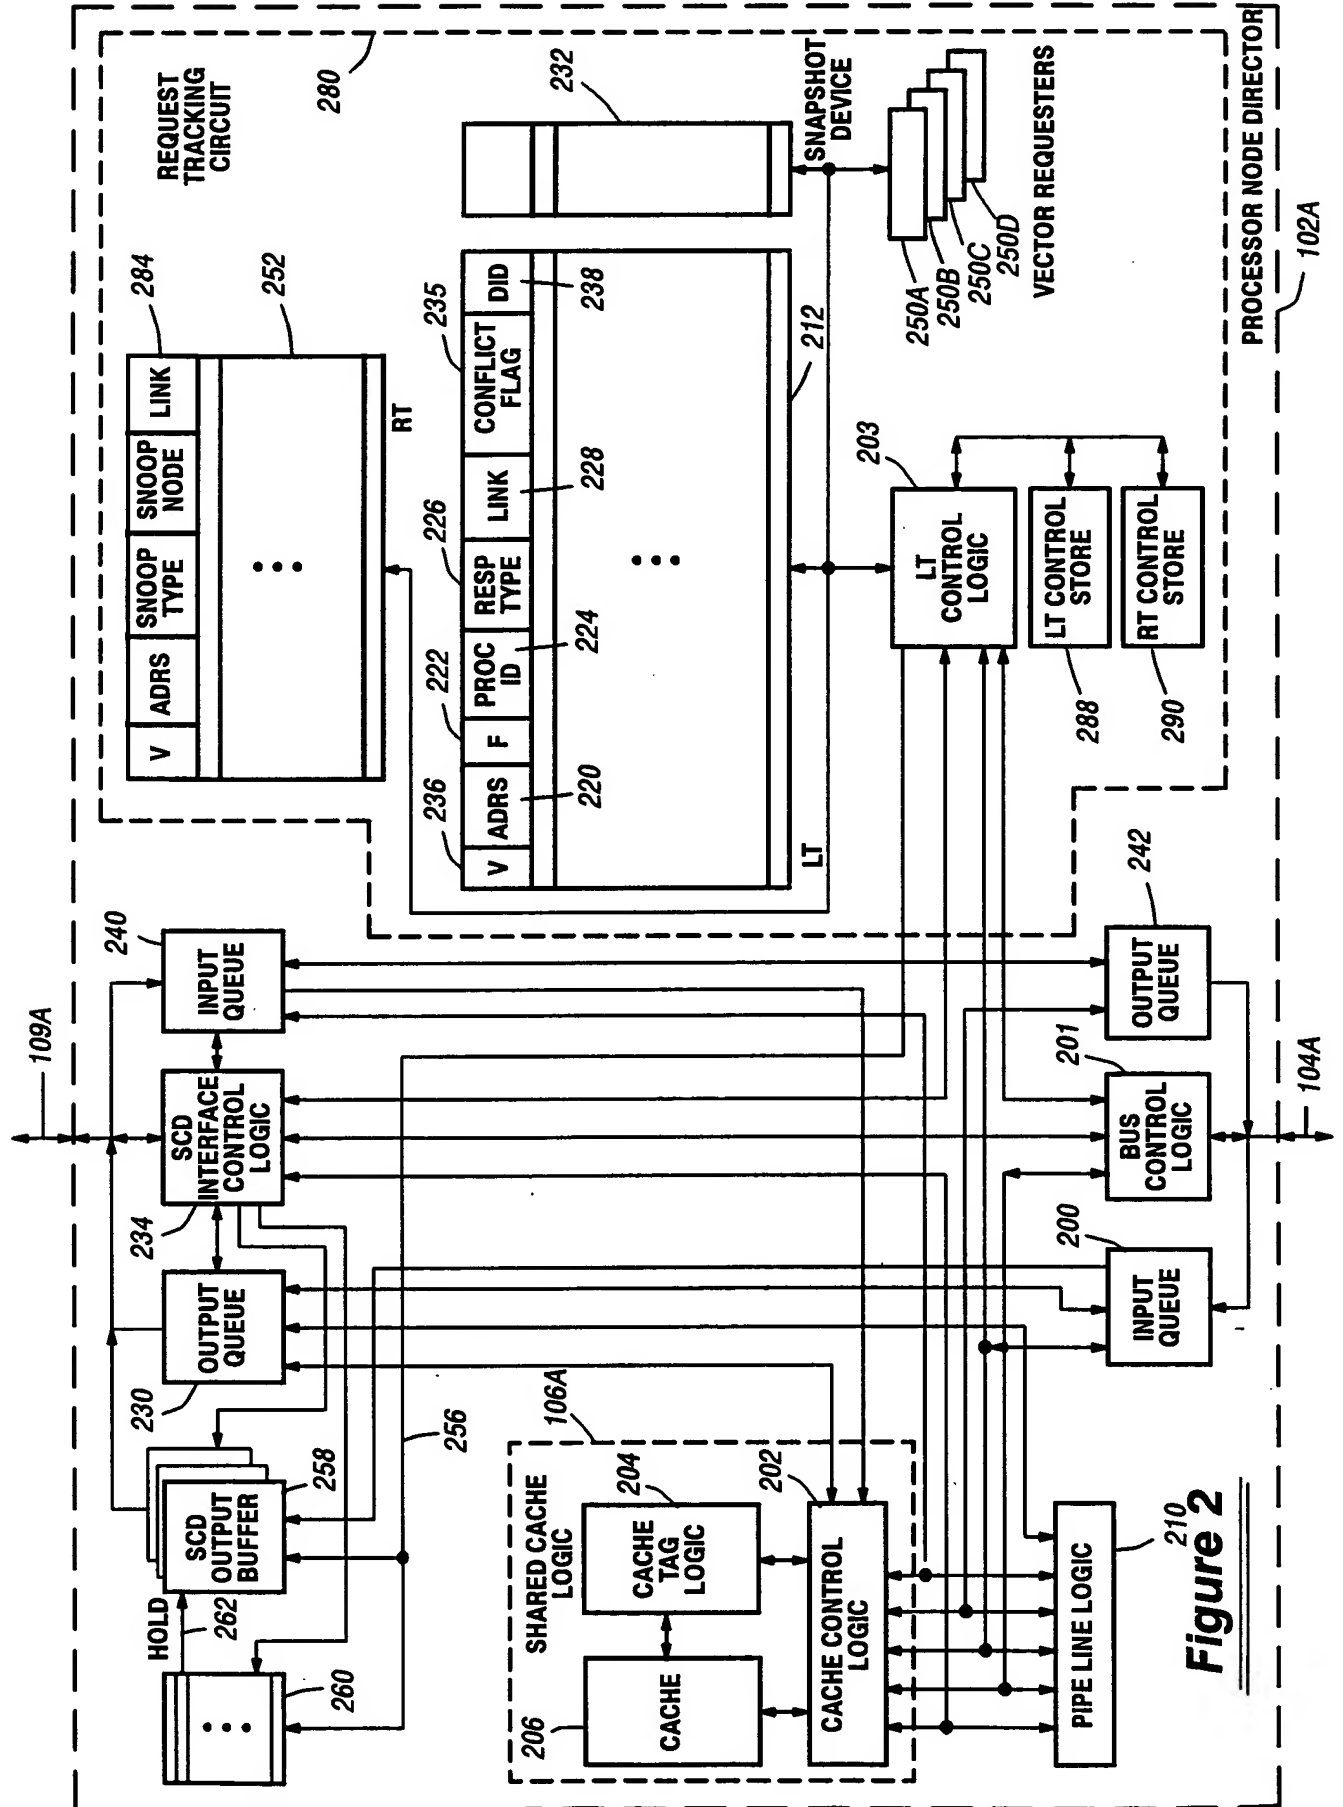 109A
240
INPUT
QUEUE
SCD
INTERFACE
CONTROL
LOGIC
234
OUTPUT
QUEUE
230
SCD
OUTPUT
BUFFER
258
HOLD
262
260
256
REQUEST
TRACKING
CIRCUIT
280
V
ADRS
SNOOP
TYPE
SNOOP
NODE
LINK
284
252
RT
236
V
ADRS
220
222
F
PROC
ID
224
226
RESP
TYPE
LINK
228
235
CONFLICT
FLAG
DID
238
LT
212
232
SNAPSHOT
DEVICE
250A
250B
250C
250D
VECTOR REQUESTERS
203
LT
CONTROL
LOGIC
LT CONTROL
STORE
288
RT CONTROL
STORE
290
PROCESSOR NODE DIRECTOR
102A
SHARED CACHE
LOGIC
106A
CACHE
TAG
LOGIC
204
206
CACHE
202
CACHE CONTROL
LOGIC
PIPE LINE LOGIC
210
242
OUTPUT
QUEUE
201
BUS
CONTROL
LOGIC
200
INPUT
QUEUE
104A
Figure 2